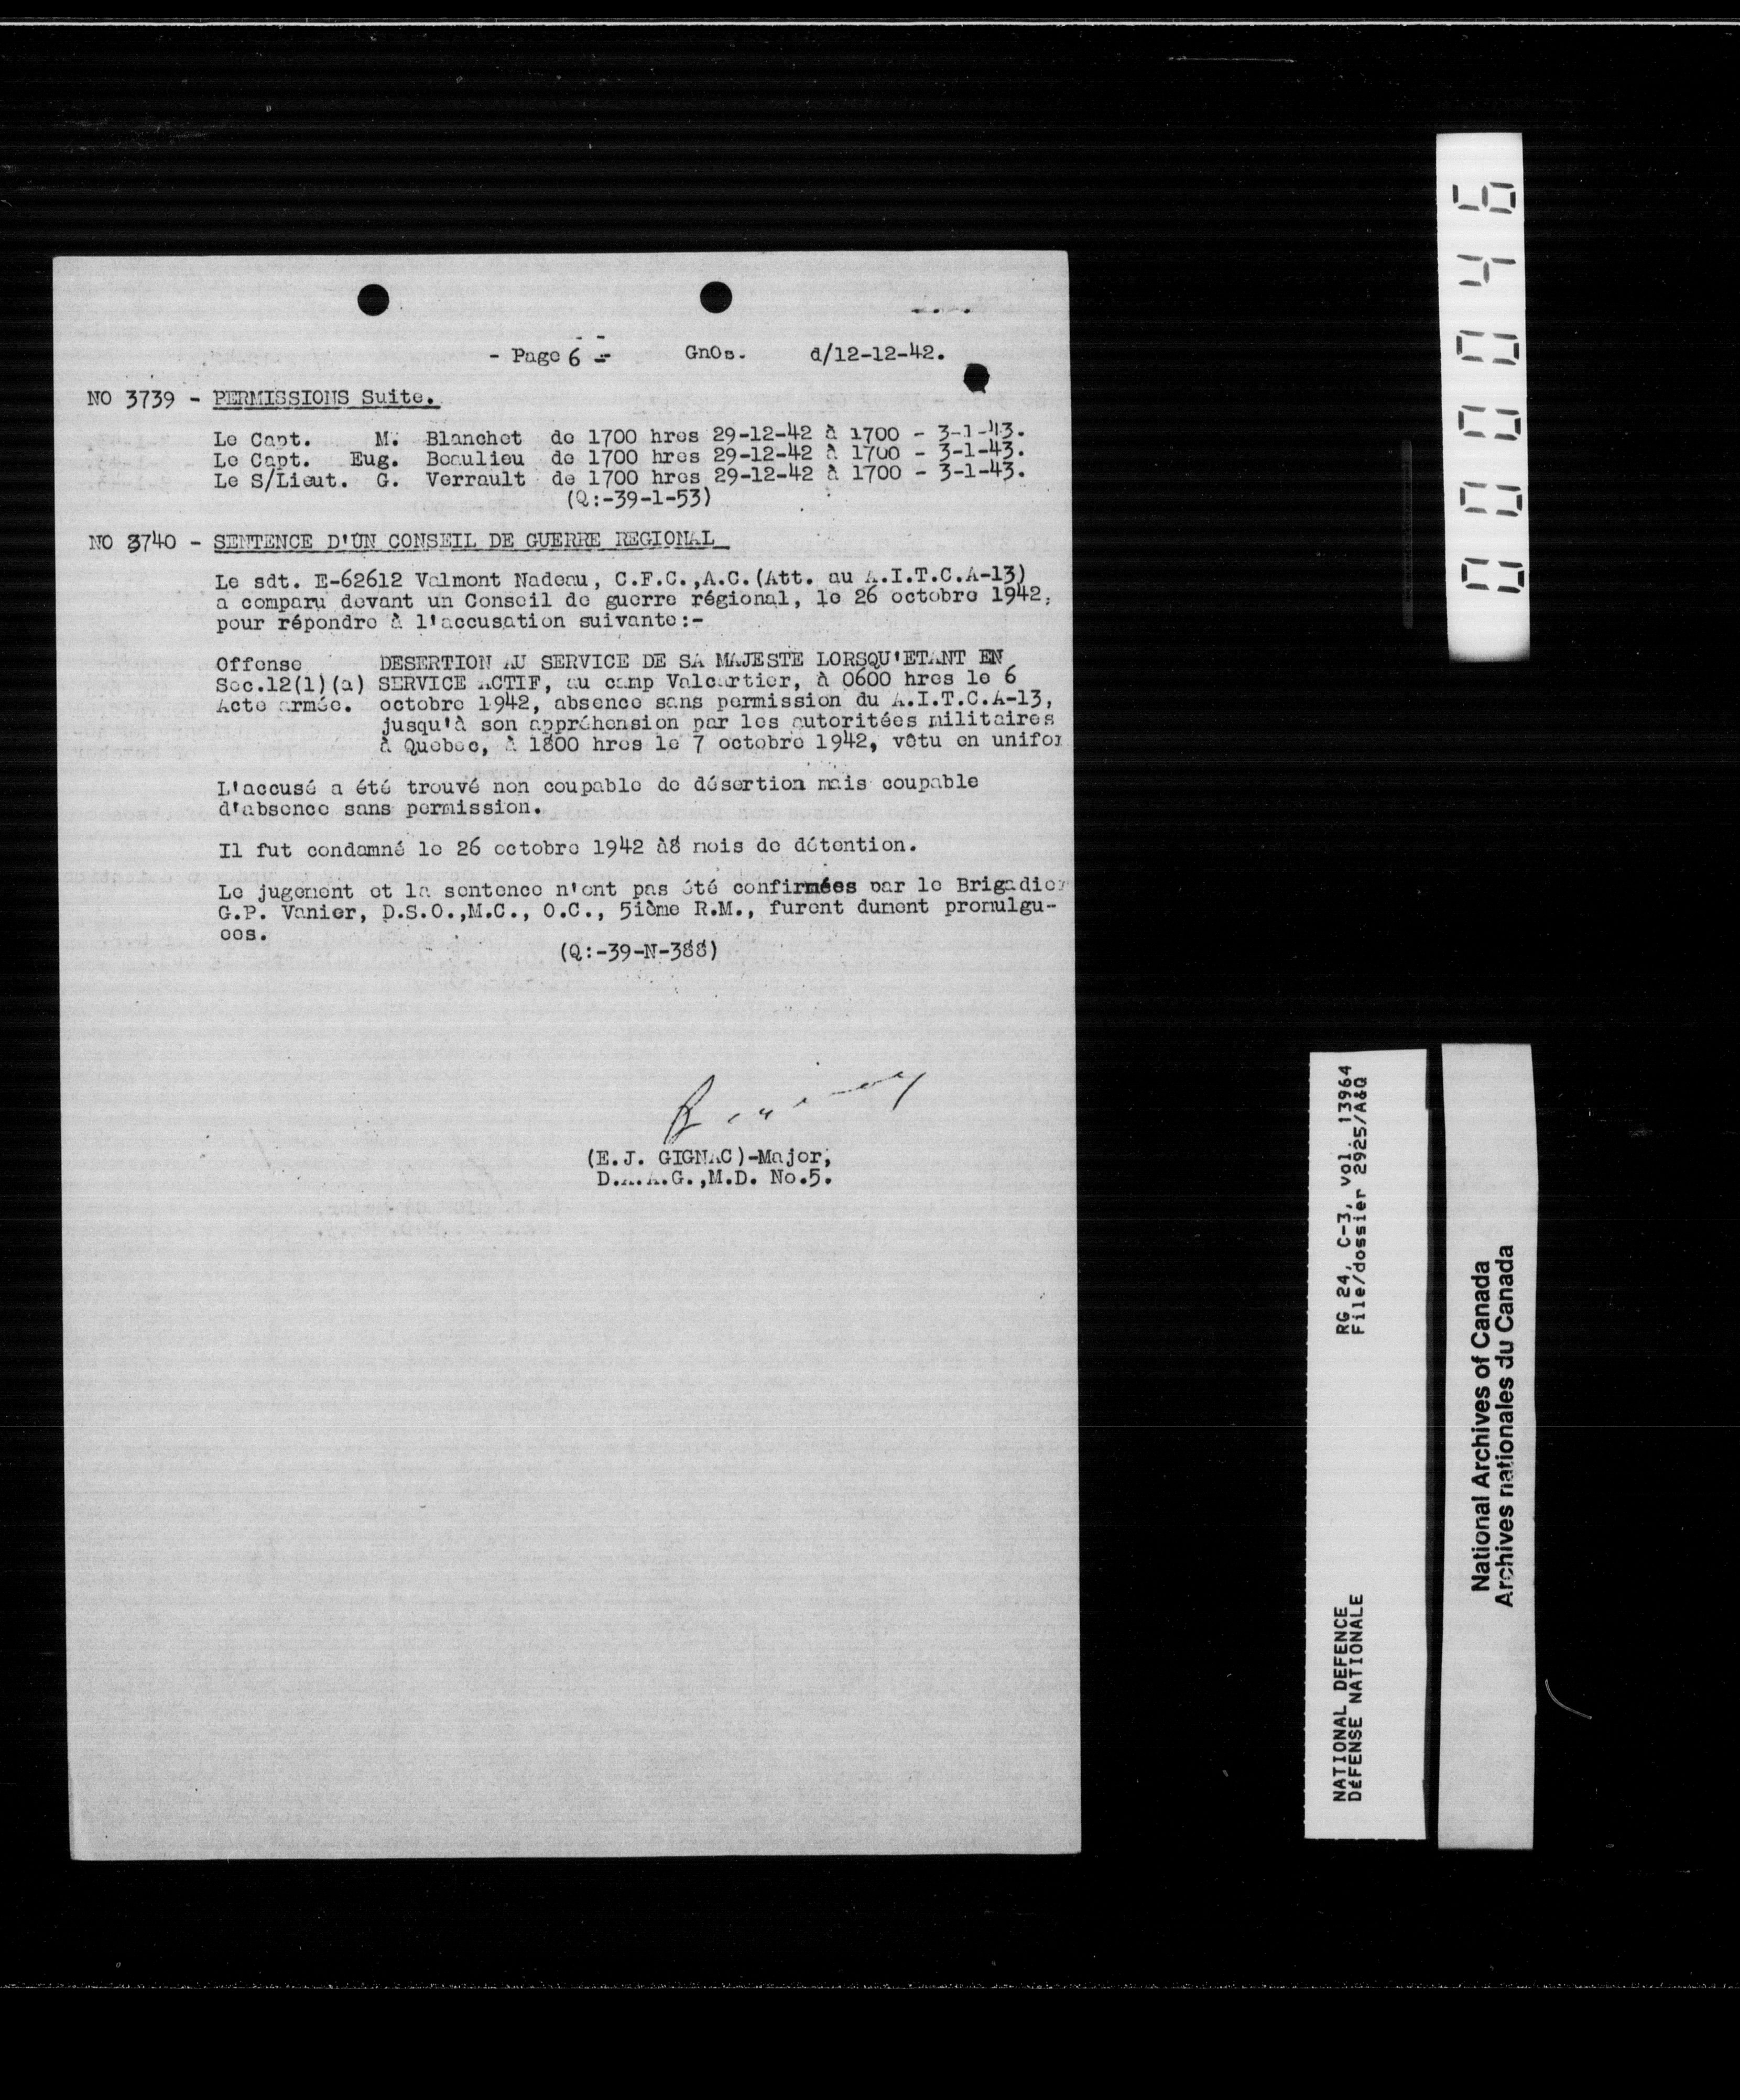 - Page 6 -- GnOs. d/12-12-42.
NO 3739 - PERMISSIONS Suite.
Le Capt. M. Blanchet de 1700 hres 29-12-42 à 1700 - 3-1-43.
Le Capt. Eug. Beaulieu de 1700 hres 29-12-42 à 1700 - 3-1-43.
Le S/Lieut. G. Verrault de 1700 hres 29-12-42 à 1700 - 3-1-43.
(Q:-39-1-53)
NO 3740 - SENTENCE D'UN CONSEIL DE GUERRE REGIONAL
Le sdt. E-62612 Valmont Nadeau, C.F.C.,A.C.(Att. au A.I.T.C.A-13)
a comparu devant un Conseil de guerre régional, le 26 octobre 1942,
pour répondre à l'accusation suivante:-
Offense DESERTION AU SERVICE DE SA MAJESTE LORSQU'ETANT EN
Sec.12(1)(a) SERVICE ACTIF, au camp Valcartier, à 0600 hres le 6
Acte armée. octobre 1942, absence sans permission du A.I.T.C.A-13,
jusqu'à son appréhension par les autoritées militaires
à Quebec, à 1800 hres le 7 octobre 1942, vêtu en unifor
L'accusé a été trouvé non coupable de désertion mais coupable
d'absence sans permission.
Il fut condamné le 26 octobre 1942 à8 mois de détention.
Le jugement et la sentence n'ont pas été confirmées par le Brigadier
G.P. Vanier, D.S.O.,M.C., O.C., 5ième R.M., furent dument promulgu-
ees.
(Q:-39-N-388)
(E.J. GIGNAC)-Major,
D.A.A.G.,M.D. No.5.
000046
RG 24, C-3, vol. 13964
File/dossier 2925/A&Q
NATIONAL DEFENCE
DÉFENSE NATIONALE
National Archives of Canada
Archives nationales du Canada